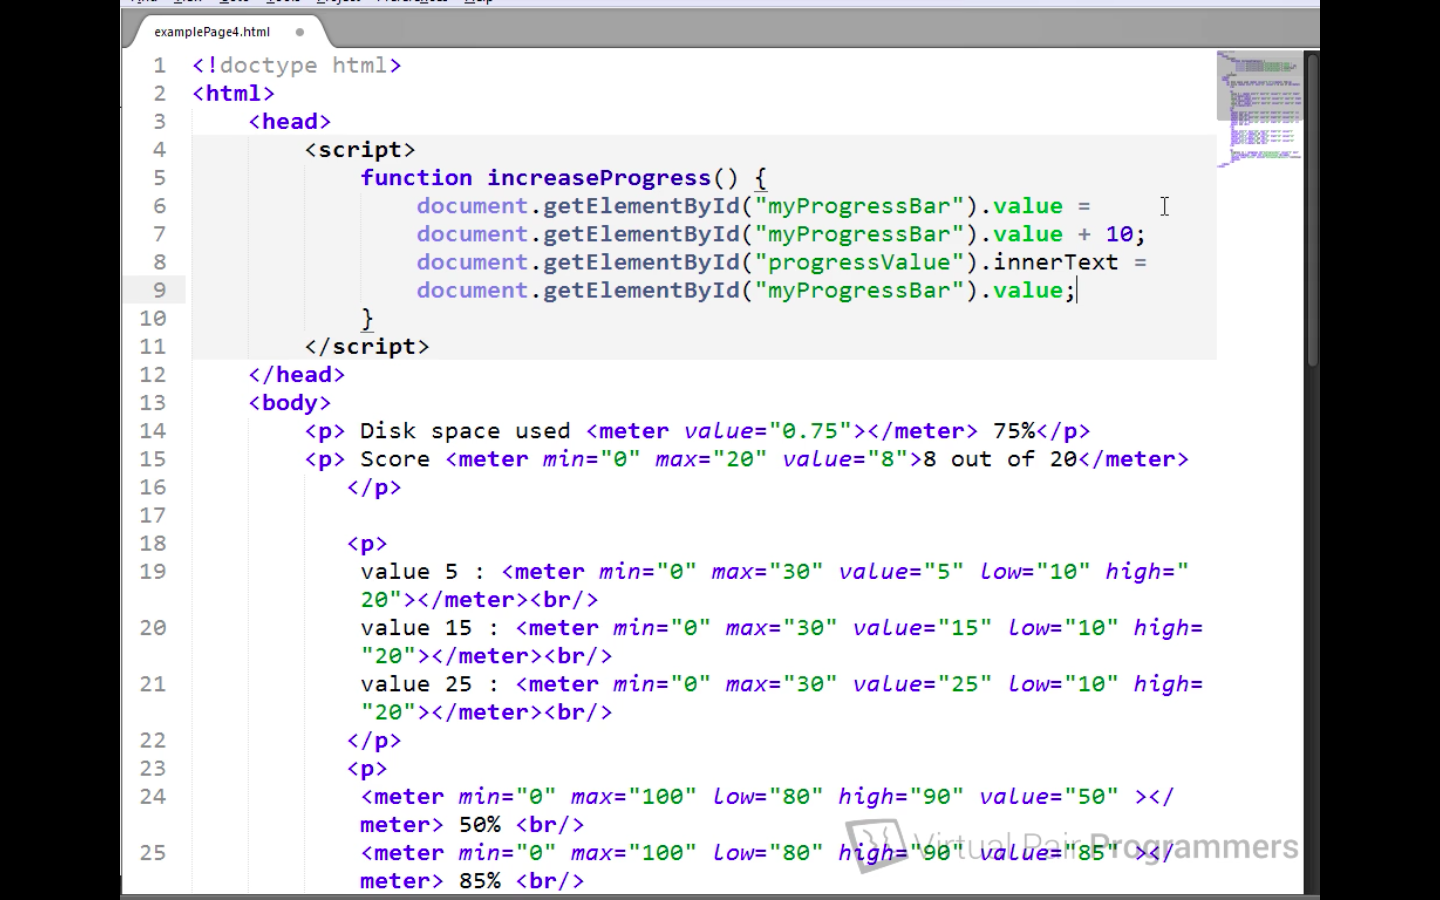 examplePage4.html
1 <!doctype html>
2 <html>
3 <head>
4 <script>
5 function increaseProgress() {
6 document.getElementById("myProgressBar").value =
7 document.getElementById("myProgressBar").value + 10;
8 document.getElementById("progressValue").innerText =
9 document.getElementById("myProgressBar").value;
10 }
11 </script>
12 </head>
13 <body>
14 <p> Disk space used <meter value="0.75"></meter> 75%</p>
15 <p> Score <meter min="0" max="20" value="8">8 out of 20</meter>
16 </p>
17
18 <p>
19 value 5 : <meter min="0" max="30" value="5" low="10" high="
20"></meter><br/>
20 value 15 : <meter min="0" max="30" value="15" low="10" high=
"20"></meter><br/>
21 value 25 : <meter min="0" max="30" value="25" low="10" high=
"20"></meter><br/>
22 </p>
23 <p>
24 <meter min="0" max="100" low="80" high="90" value="50" ></
meter> 50% <br/>
25 <meter min="0" max="100" low="80" high="90" value="85" ></
meter> 85% <br/>
Virtual Pair Programmers